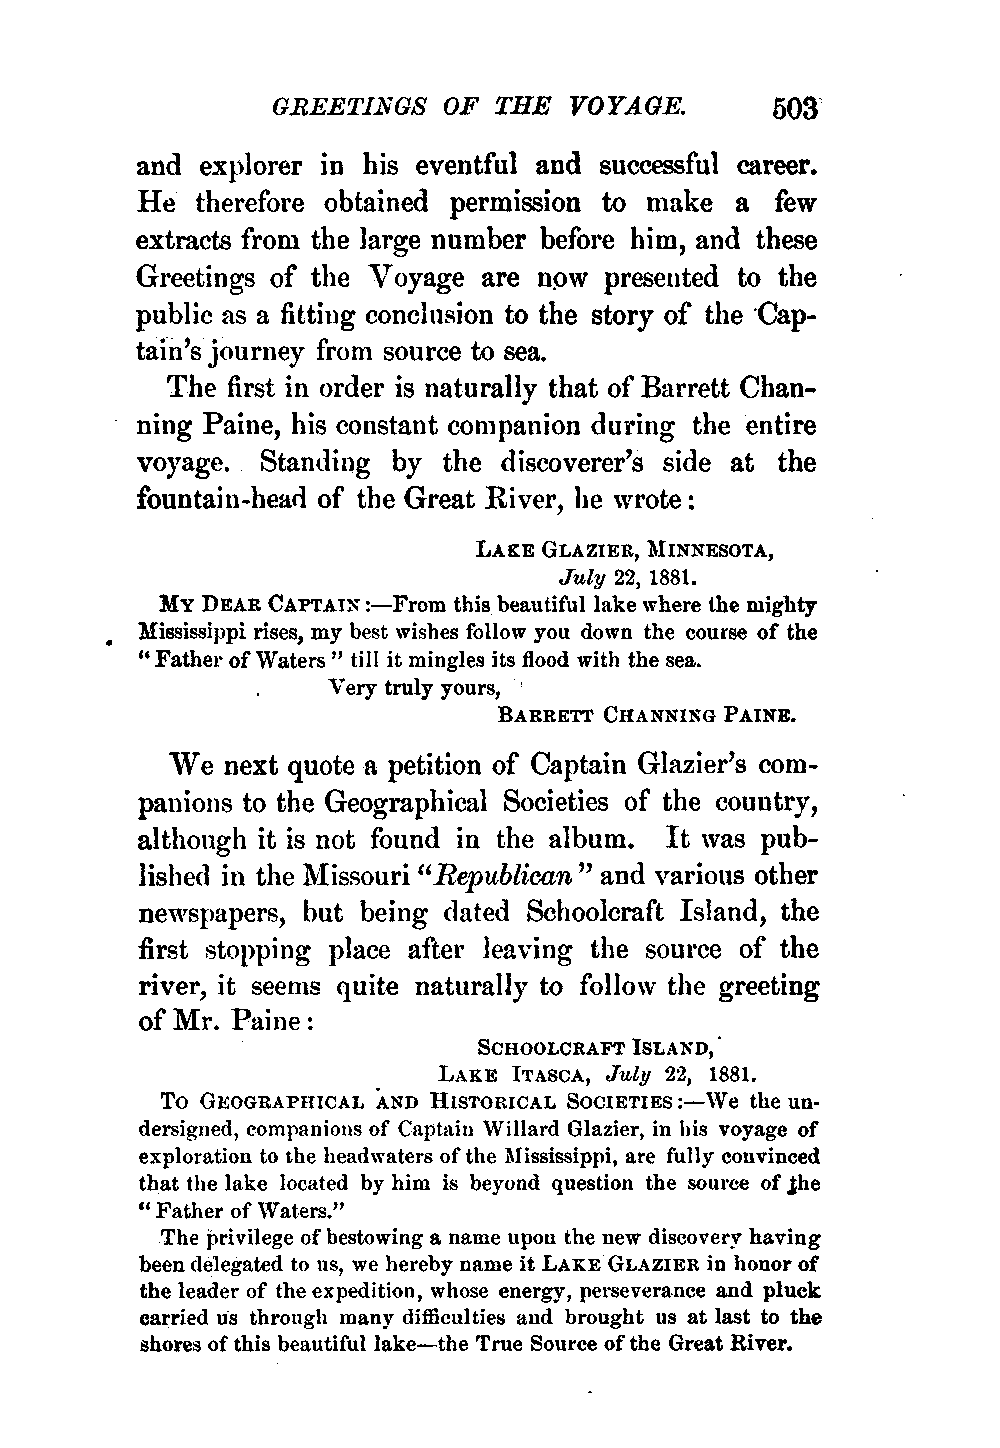 GREETINGS OF THE VOYAGE. 503
and explorer in his eventful and successful career.
He therefore obtained permission to make a few
extracts from the large number before him, and these
Greetings of the Voyage are now presented to the
public as a fitting conclusion to the story of the Cap-
tain's journey from source to sea.
The first in order is naturally that of Barrett Chan-
ning Paine, his constant companion during the entire
voyage. Standing by the discoverer's side at the
fountain-head of the Great River, he wrote:
LAKE GLAZIER, MINNESOTA,
July 22, 1881.
MY DEAR CAPTAIN:—From this beautiful lake where the mighty
Mississippi rises, my best wishes follow you down the course of the
"Father of Waters" till it mingles its flood with the sea.
Very truly yours,
BARRETT CHANNING PAINE.
We next quote a petition of Captain Glazier's com-
panions to the Geographical Societies of the country,
although it is not found in the album. It was pub-
lished in the Missouri "Republican" and various other
newspapers, but being dated Schoolcraft Island, the
first stopping place after leaving the source of the
river, it seems quite naturally to follow the greeting
of Mr. Paine:
SCHOOLCRAFT ISLAND,
LAKE ITASCA, July 22, 1881.
TO GEOGRAPHICAL AND HISTORICAL SOCIETIES:—We the un-
dersigned, companions of Captain Willard Glazier, in his voyage of
exploration to the headwaters of the Mississippi, are fully convinced
that the lake located by him is beyond question the source of the
"Father of Waters."
The privilege of bestowing a name upon the new discovery having
been delegated to us, we hereby name it LAKE GLAZIER in honor of
the leader of the expedition, whose energy, perseverance and pluck
carried us through many difficulties and brought us at last to the
shores of this beautiful lake—the True Source of the Great River.